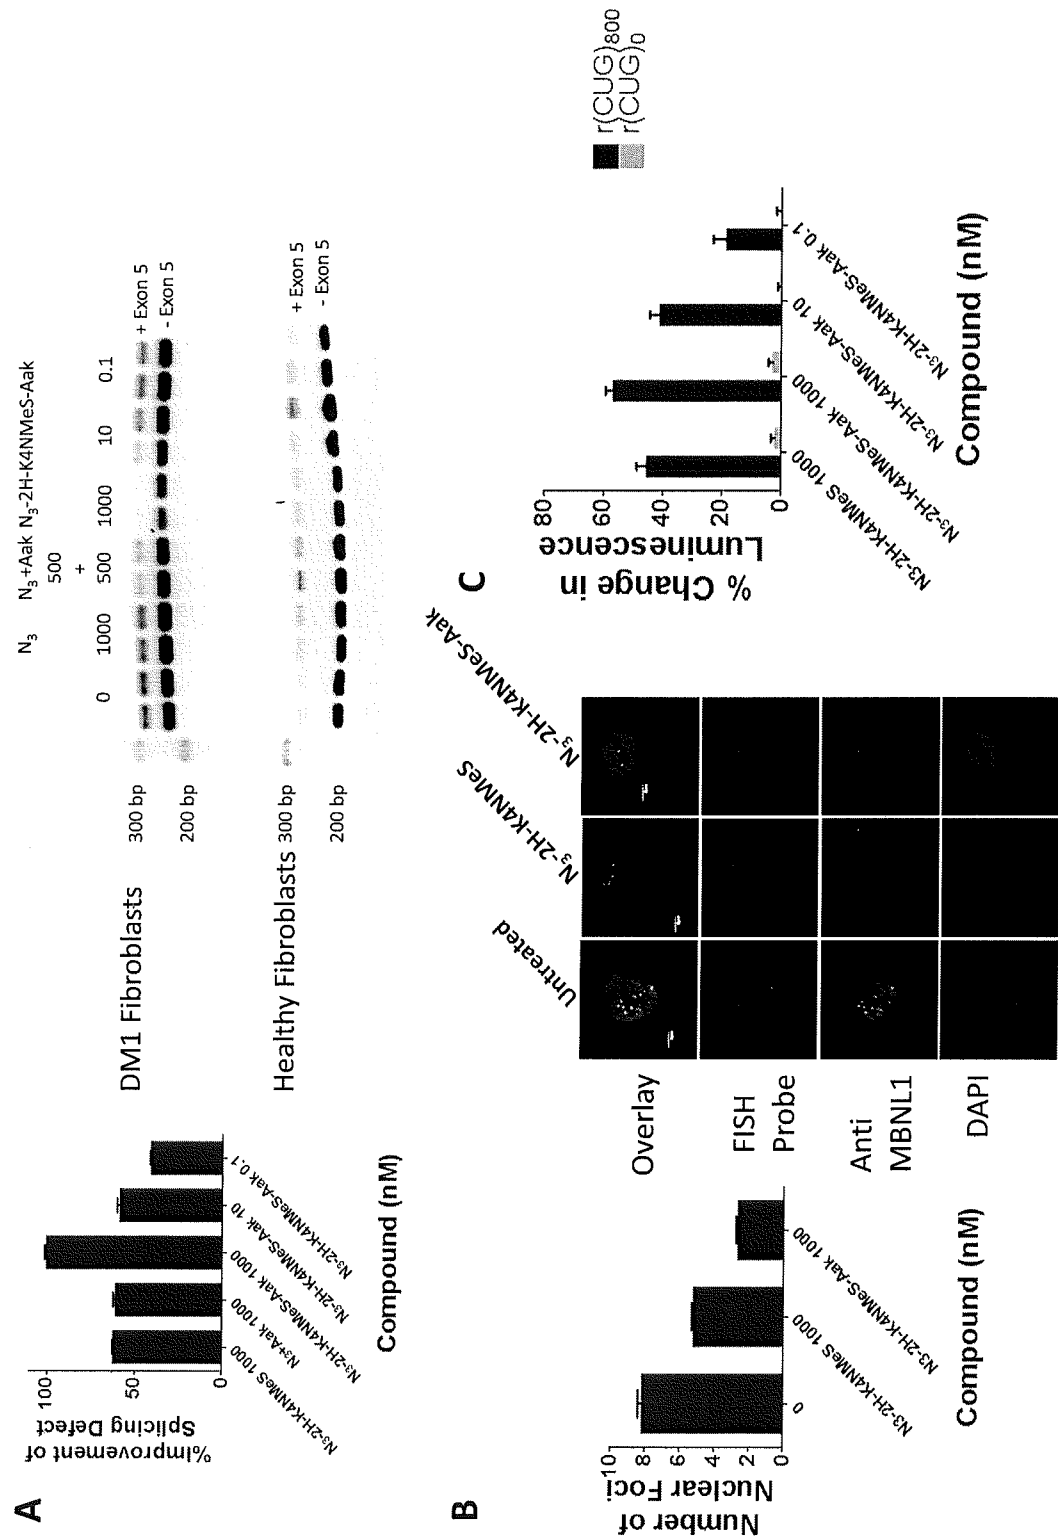 A
%Improvement of
Splicing Defect
100
50
0
N3-2H-K4NMeS 1000
N3+Aak 1000
N3-2H-K4NMeS-Aak 1000
N3-2H-K4NMeS-Aak 10
N3-2H-K4NMeS-Aak 0.1
Compound (nM)
N3 N3+Aak N3-2H-K4NMeS-Aak
500
+
0 1000 500 1000 10 0.1
DM1 Fibroblasts
300 bp
200 bp
+ Exon 5
- Exon 5
Healthy Fibroblasts
300 bp
200 bp
+ Exon 5
- Exon 5
B
Number of
Nuclear Foci
10
8
6
4
2
0
0
N3-2H-K4NMeS 1000
N3-2H-K4NMeS-Aak 1000
Compound (nM)
Untreated
N3-2H-K4NMeS
N3-2H-K4NMeS-Aak
Overlay
FISH
Probe
Anti
MBNL1
DAPI
C
% Change in
Luminescence
80
60
40
20
0
N3-2H-K4NMeS 1000
N3-2H-K4NMeS-Aak 1000
N3-2H-K4NMeS-Aak 10
N3-2H-K4NMeS-Aak 0.1
Compound (nM)
r(CUG)800
r(CUG)0